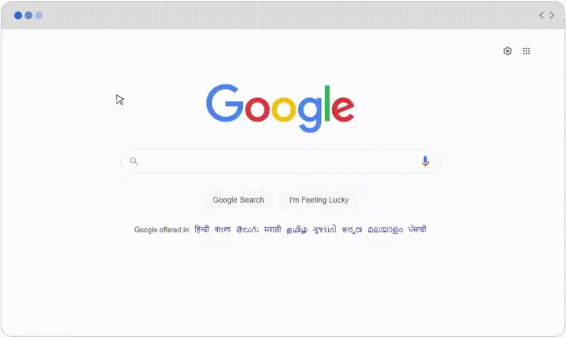 Google
Google Search I'm Feeling Lucky
Google offered in: हिन्दी বাংলা తెలుగు मराठी தமிழ் ગુજરાતી ಕನ್ನಡ മലയാളം ਪੰਜਾਬੀ